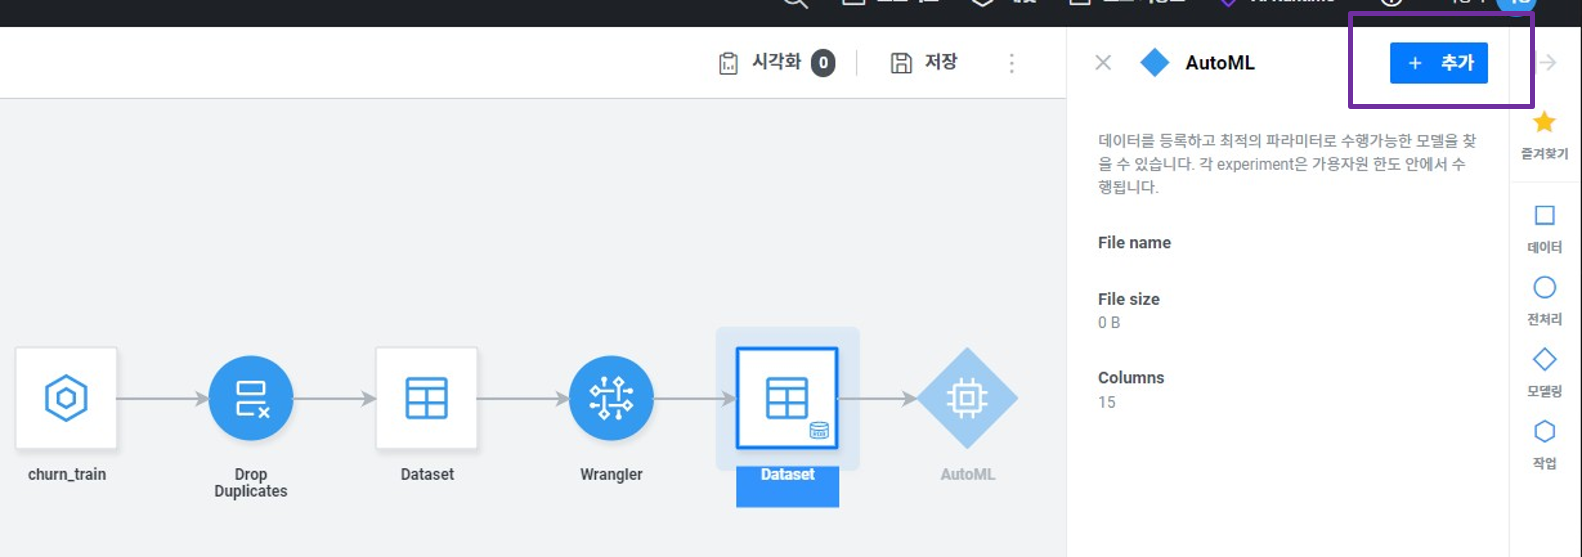 시각화 0
저장
AutoML
+ 추가
데이터를 등록하고 최적의 파라미터로 수행가능한 모델을 찾
을 수 있습니다. 각 experiment은 가용자원 한도 안에서 수
행됩니다.
File name
File size
0 B
Columns
15
즐겨찾기
데이터
전처리
모델링
작업
churn_train
Drop
Duplicates
Dataset
Wrangler
Dataset
AutoML